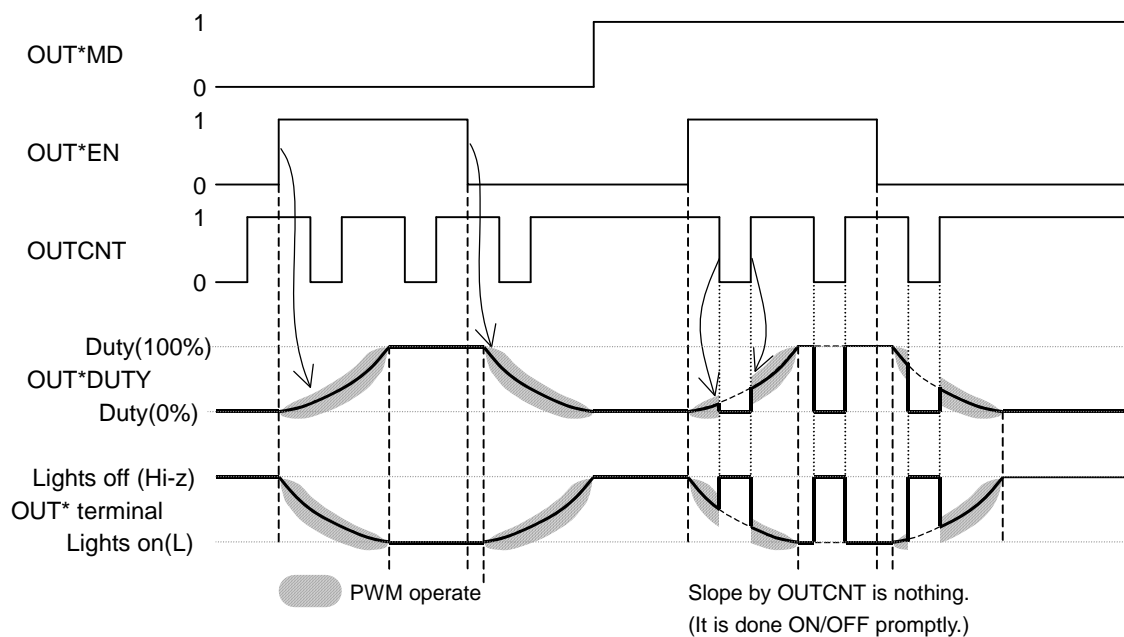 1
OUT*MD
0
1
OUT*EN
0
1
OUTCNT
0
Duty(100%)
OUT*DUTY
Duty(0%)
Lights off (Hi-z)
OUT* terminal
Lights on(L)
PWM operate
Slope by OUTCNT is nothing.
(It is done ON/OFF promptly.)